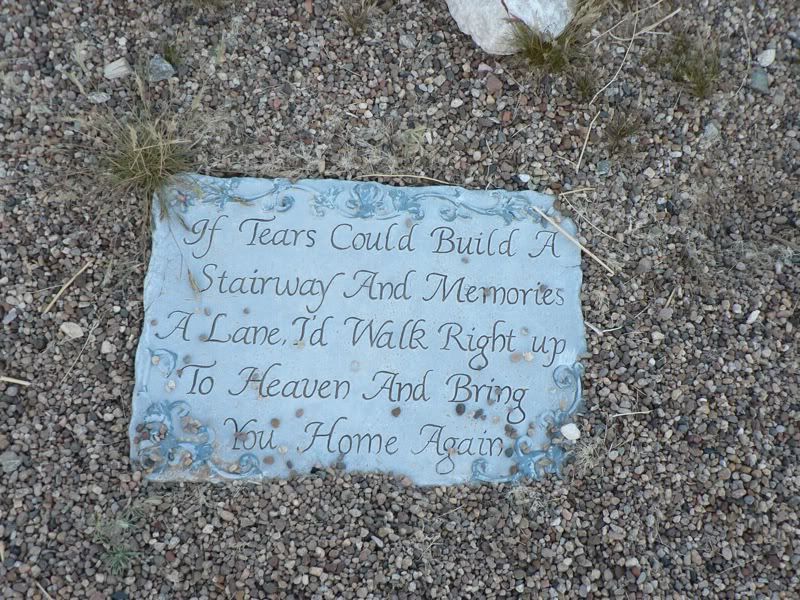 If Tears Could Build A
Stairway And Memories
A Lane, I'd Walk Right up
To Heaven And Bring
You Home Again